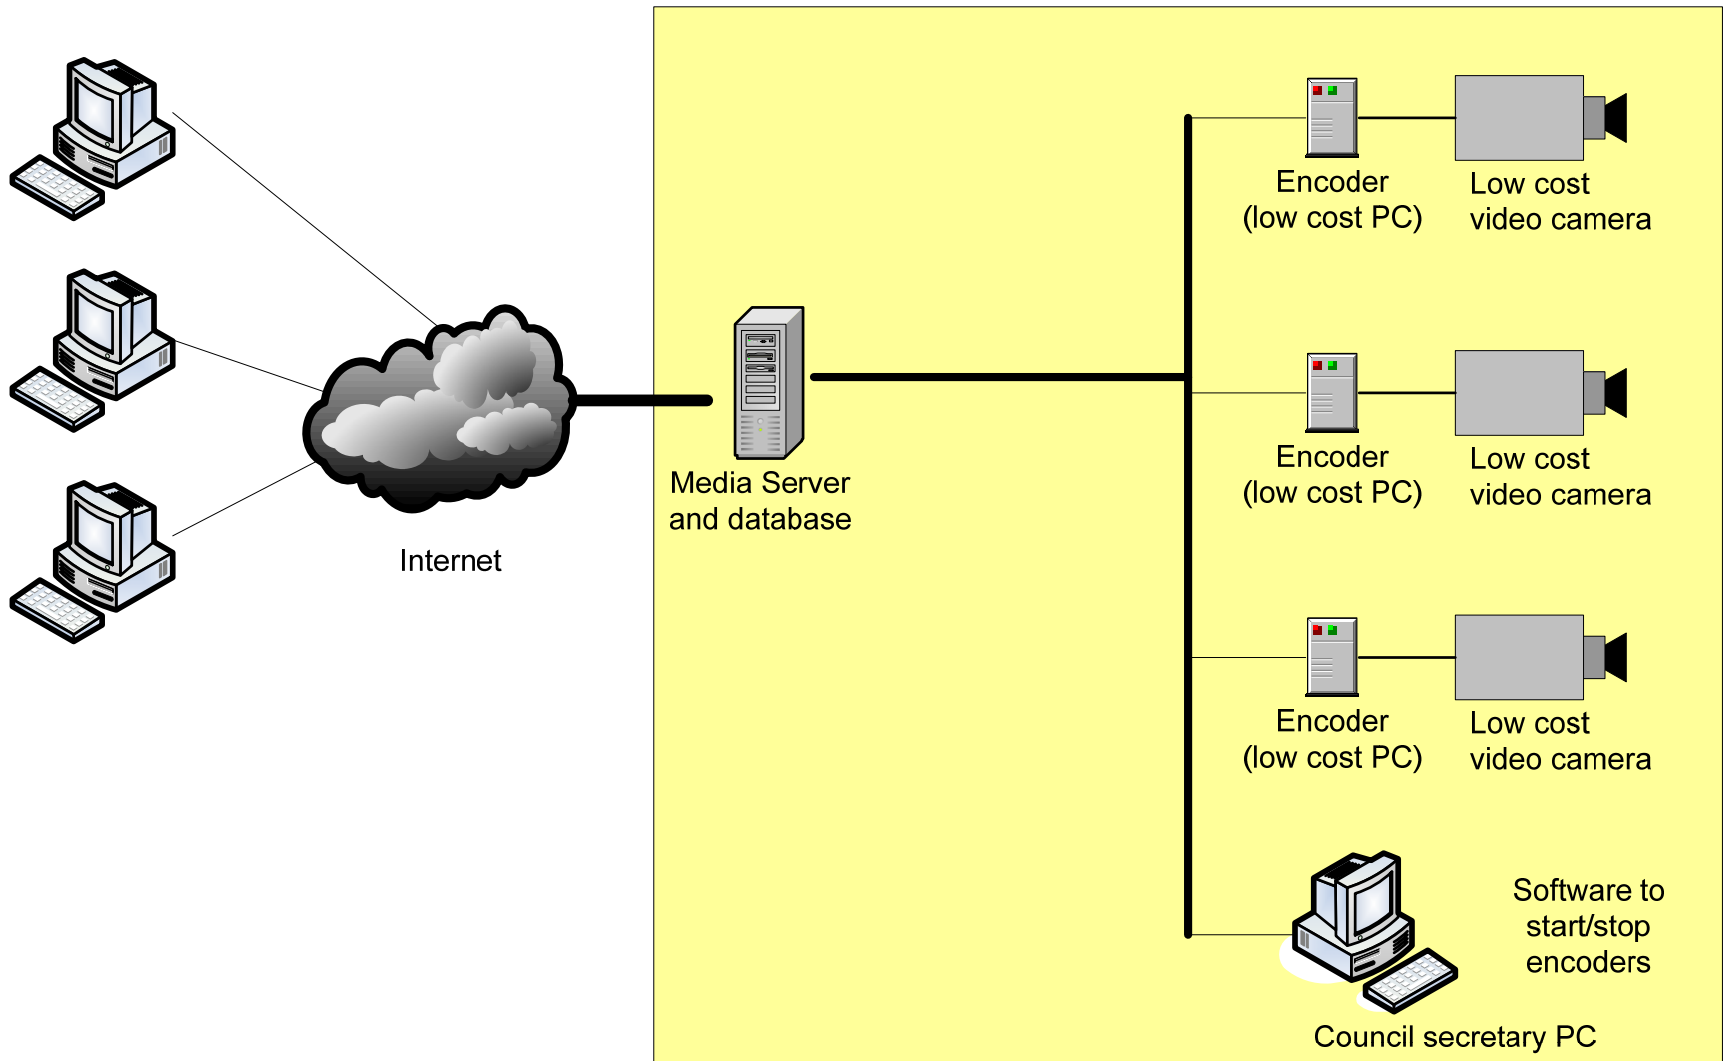 Encoder
(low cost PC)
Low cost
video camera
Encoder
(low cost PC)
Low cost
video camera
Media Server
and database
Internet
Encoder
(low cost PC)
Low cost
video camera
Software to
start/stop
encoders
Council secretary PC